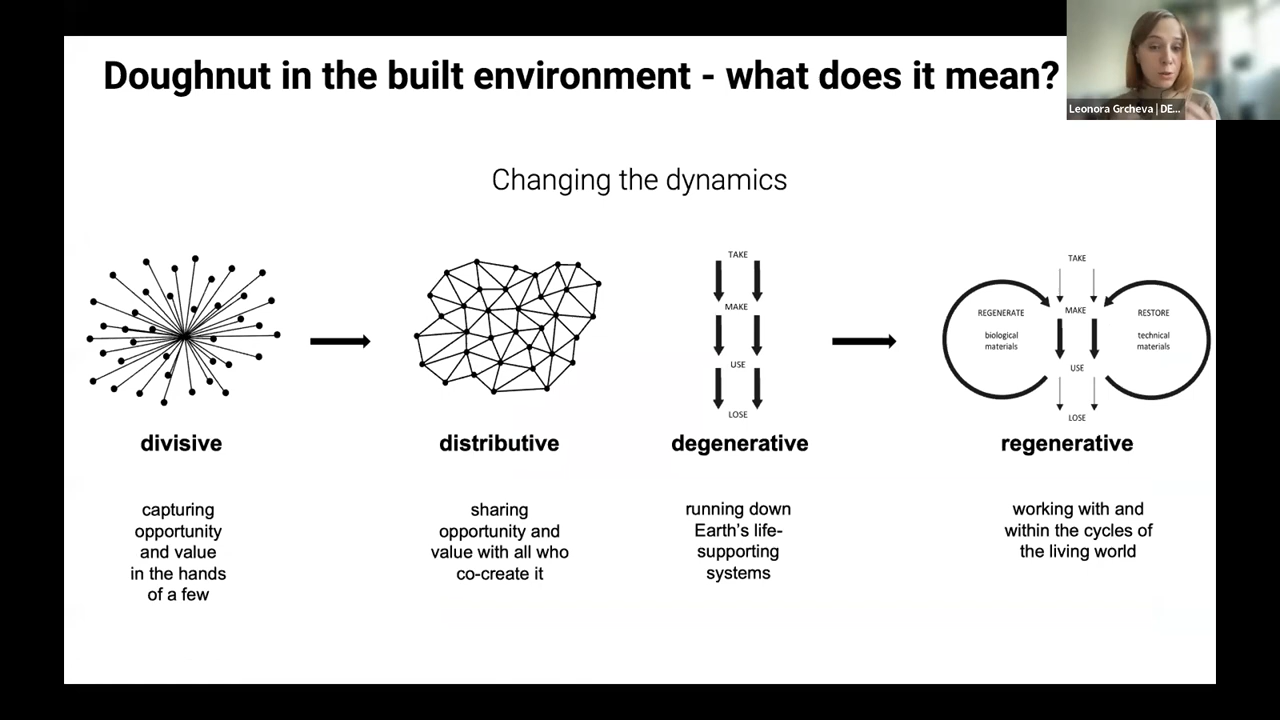 Doughnut in the built environment - what does it mean?
Leonora Grcheva | DE...
Changing the dynamics
TAKE
MAKE
USE
LOSE
TAKE
REGENERATE
MAKE
RESTORE
biological
materials
technical
materials
USE
LOSE
divisive
distributive
degenerative
regenerative
capturing
opportunity
and value
in the hands
of a few
sharing
opportunity and
value with all who
co-create it
running down
Earth's life-
supporting
systems
working with and
within the cycles of
the living world